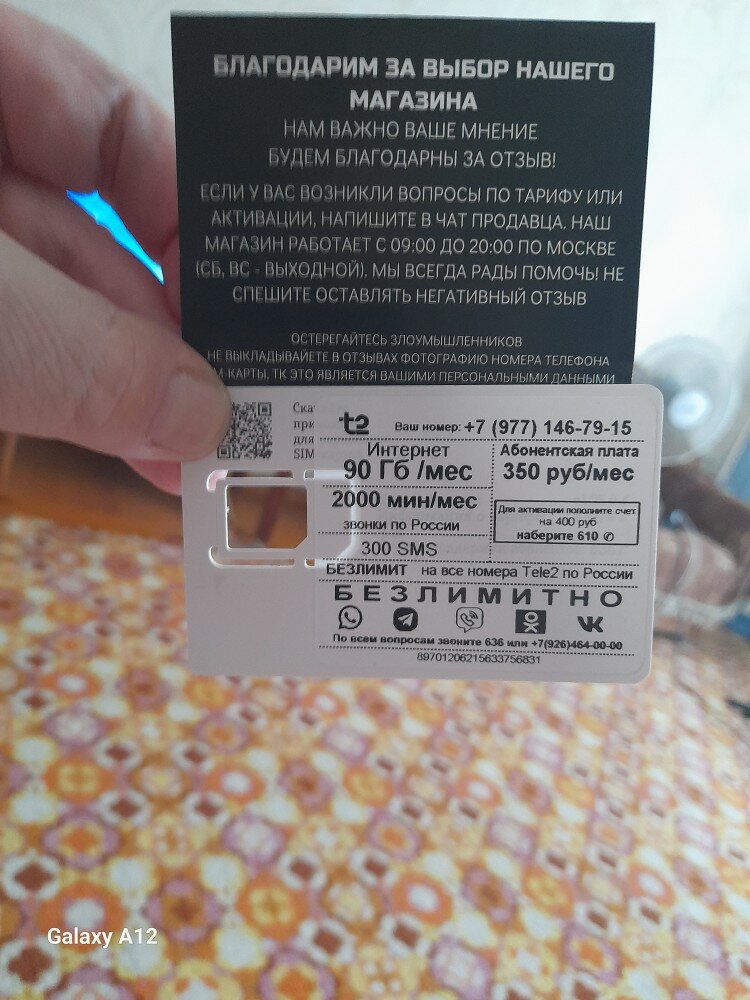 БЛАГОДАРИМ ЗА ВЫБОР НАШЕГО
МАГАЗИНА
НАМ ВАЖНО ВАШЕ МНЕНИЕ
БУДЕМ БЛАГОДАРНЫ ЗА ОТЗЫВ!
ЕСЛИ У ВАС ВОЗНИКЛИ ВОПРОСЫ ПО ТАРИФУ ИЛИ
АКТИВАЦИИ, НАПИШИТЕ В ЧАТ ПРОДАВЦА. НАШ
МАГАЗИН РАБОТАЕТ С 09:00 ДО 20:00 ПО МОСКВЕ
(СБ, ВС - ВЫХОДНОЙ). МЫ ВСЕГДА РАДЫ ПОМОЧЬ! НЕ
СПЕШИТЕ ОСТАВЛЯТЬ НЕГАТИВНЫЙ ОТЗЫВ
ОСТЕРЕГАЙТЕСЬ ЗЛОУМЫШЛЕННИКОВ
НЕ ВЫКЛАДЫВАЙТЕ В ОТЗЫВАХ ФОТОГРАФИЮ НОМЕРА ТЕЛЕФОНА
М-КАРТЫ, ТК ЭТО ЯВЛЯЕТСЯ ВАШИМИ ПЕРСОНАЛЬНЫМИ ДАННЫМИ
Ска
при
для
SIM
t2 Ваш номер: +7 (977) 146-79-15
Интернет
90 Гб /мес
Абонентская плата
350 руб/мес
2000 мин/мес
звонки по России
Для активации пополните счет
на 400 руб
наберите 610 ✆
300 SMS
БЕЗЛИМИТ на все номера Tele2 по России
БЕЗЛИМИТНО
По всем вопросам звоните 636 или +7(926)464-00-00
89701206215633756831
Galaxy A12